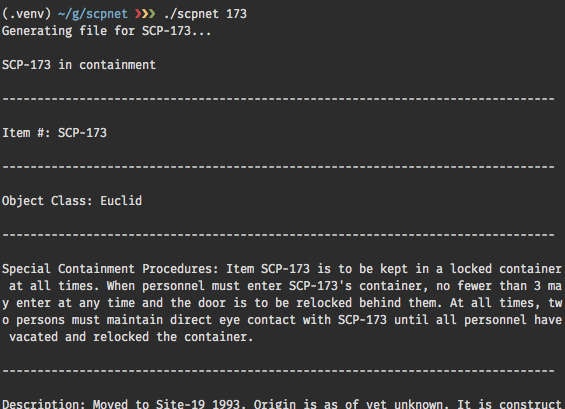 (.venv) ~/g/scpnet ❯❯❯ ./scpnet 173
Generating file for SCP-173...
SCP-173 in containment
---------------------------------------------------------------------------
Item #: SCP-173
---------------------------------------------------------------------------
Object Class: Euclid
---------------------------------------------------------------------------
Special Containment Procedures: Item SCP-173 is to be kept in a locked container
 at all times. When personnel must enter SCP-173's container, no fewer than 3 ma
y enter at any time and the door is to be relocked behind them. At all times, tw
o persons must maintain direct eye contact with SCP-173 until all personnel have
 vacated and relocked the container.
---------------------------------------------------------------------------
Description: Moved to Site-19 1993. Origin is as of yet unknown. It is construct